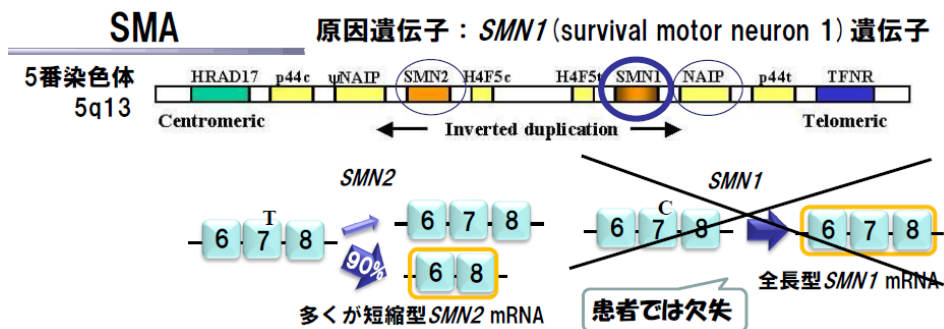 SMA
原因遺伝子：SMN1(survival motor neuron 1)遺伝子
5番染色体
5q13
HRAD17 p44c ψNAIP SMN2 H4F5c H4F5t SMN1 NAIP p44t TFNR
Centromeric
Inverted duplication
Telomeric
SMN2
T
6 7 8
6 7 8
90%
6 8
多くが短縮型SMN2 mRNA
SMN1
C
6 7 8
6 7 8
患者では欠失
全長型SMN1 mRNA